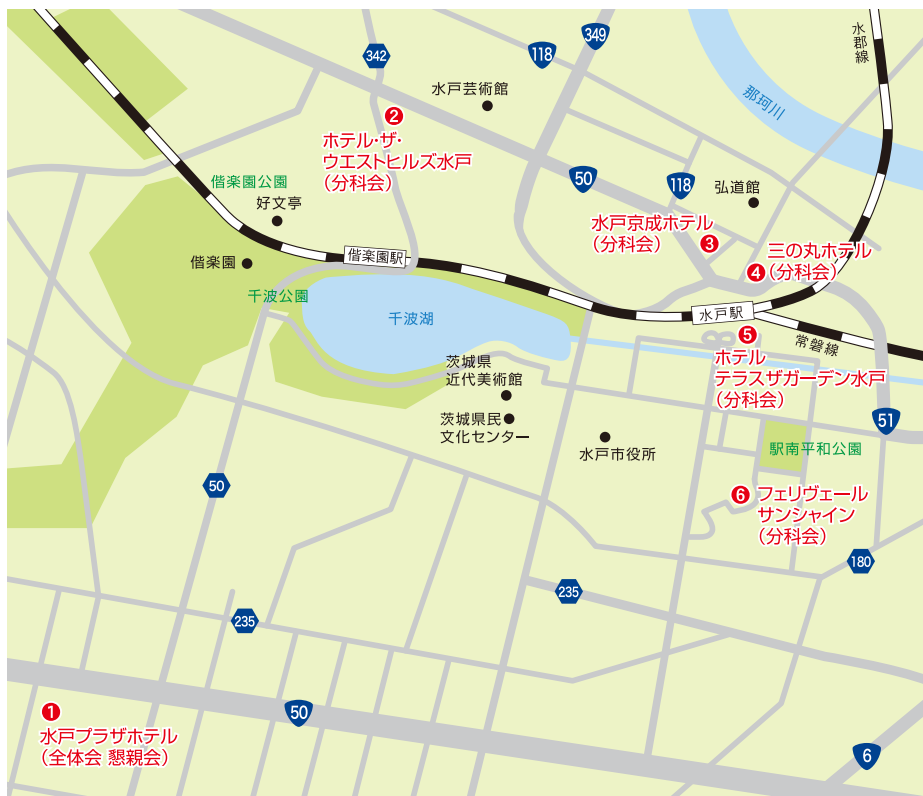 349
118
342
水郡線
水戸芸術館
那珂川
❷
ホテル・ザ・
ウエストヒルズ水戸
(分科会)
50
118
弘道館
偕楽園公園
好文亭
水戸京成ホテル
(分科会)
❸
三の丸ホテル
(分科会)
❹
偕楽園駅
偕楽園
千波公園
千波湖
水戸駅
常磐線
❺
ホテル
テラスザガーデン水戸
(分科会)
茨城県
近代美術館
茨城県民
文化センター
水戸市役所
51
駅南平和公園
50
❻
フェリヴェール
サンシャイン
(分科会)
180
235
235
❶
水戸プラザホテル
(全体会 懇親会)
50
6